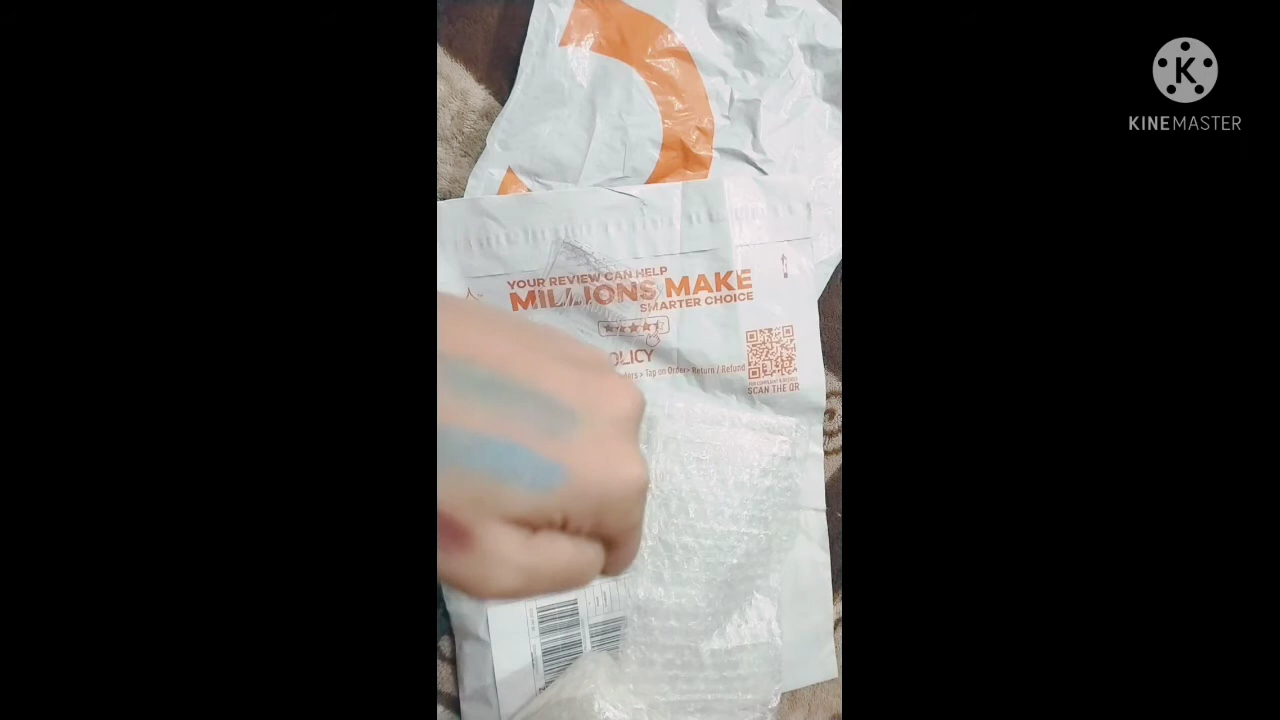 KINEMASTER
YOUR REVIEW CAN HELP
MILLIONS MAKE
SMARTER CHOICE
OLICY
> Tap on Order> Return / Refund
SCAN THE QR